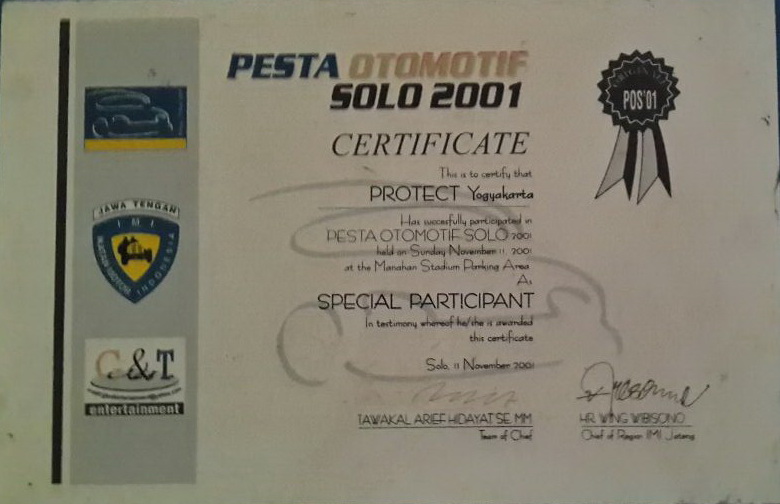 PESTA OTOMOTIF
SOLO 2001
CERTIFICATE
This is to certify that
PROTECT Yogyakarta
Has succesfully participated in
PESTA OTOMOTIF SOLO 2001
held on Sunday November 11, 2001
at the Manahan Stadium Parking Area
As
SPECIAL PARTICIPANT
In testimony whereof he/she is awarded
this certificate
Solo, 11 November 2001
TAWAKAL ARIEF HIDAYAT SE. MM
Team of Chief
HR. WING WIBISONO
Chief of Region IMI Jateng
POS'01
JAWA TENGAH
IMI
IKATAN MOTOR INDONESIA
C&T
entertainment